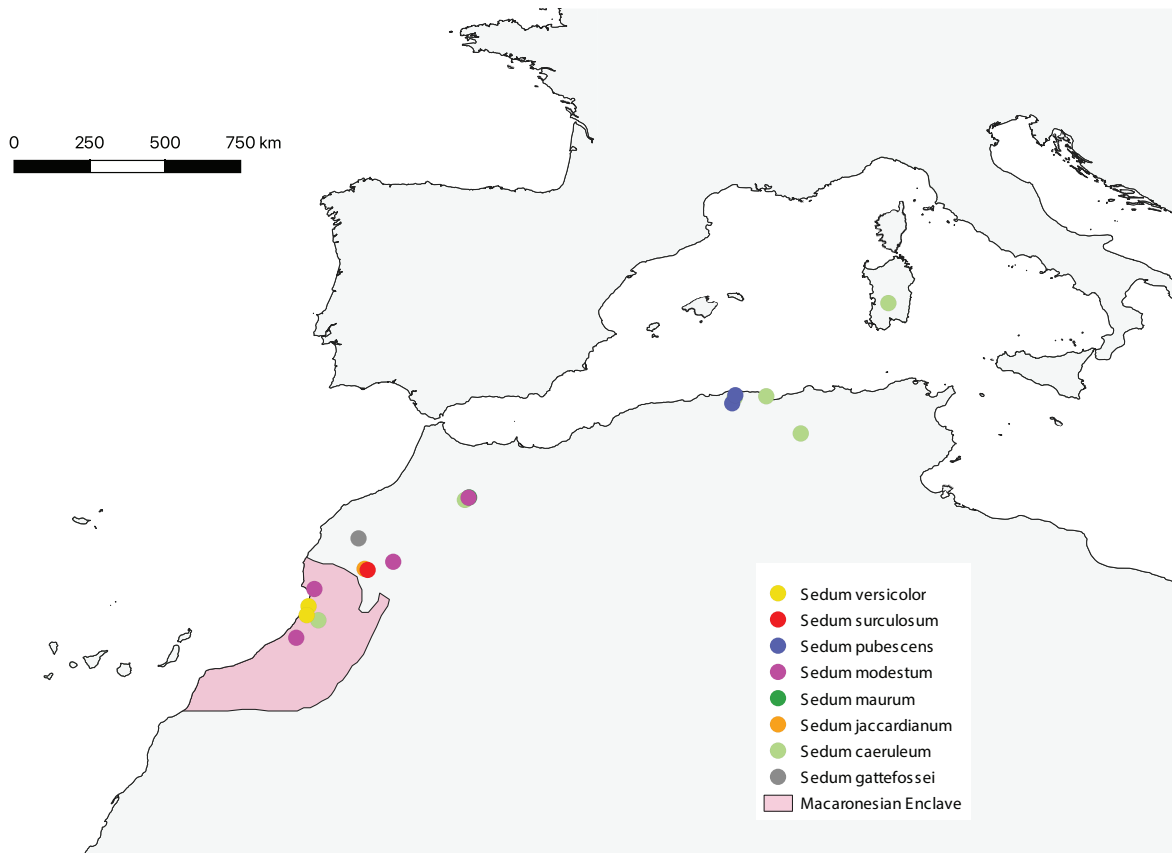 0 250 500 750 km
Sedum versicolor
Sedum surculosum
Sedum pubescens
Sedum modestum
Sedum maurum
Sedum jaccardianum
Sedum caeruleum
Sedum gattefossei
Macaronesian Enclave